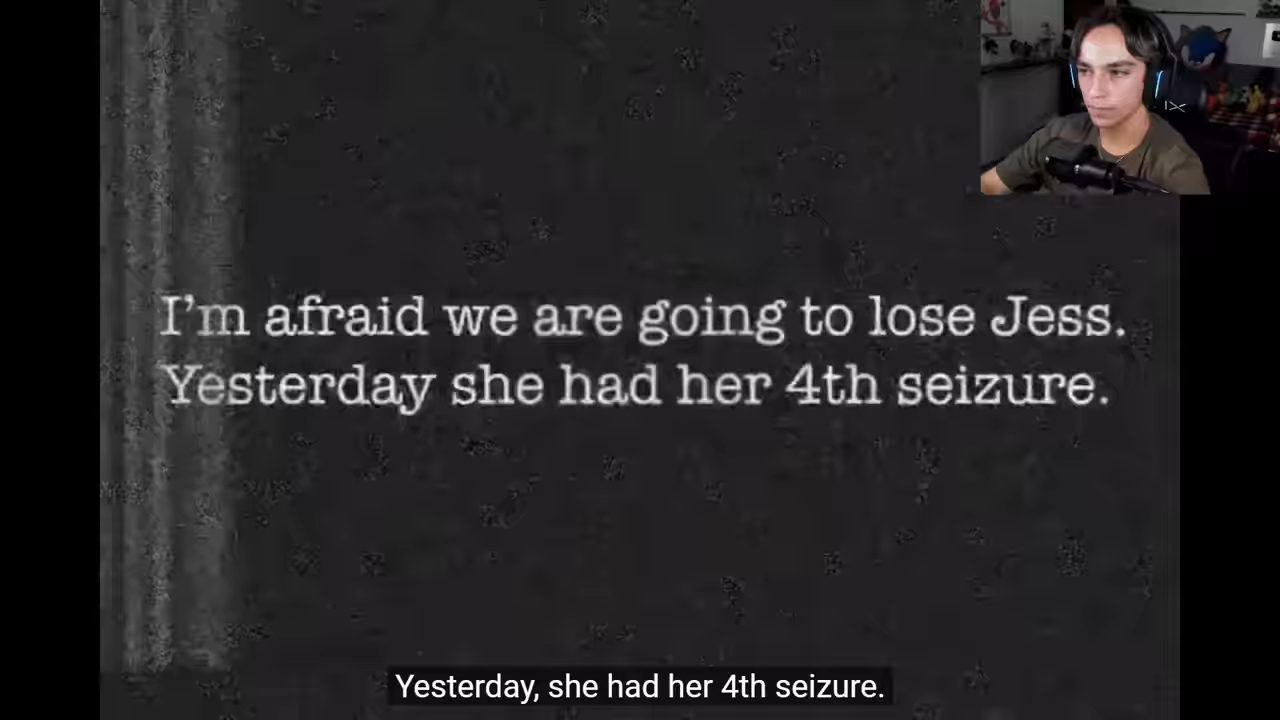 I'm afraid we are going to lose Jess.
Yesterday she had her 4th seizure.
Yesterday, she had her 4th seizure.